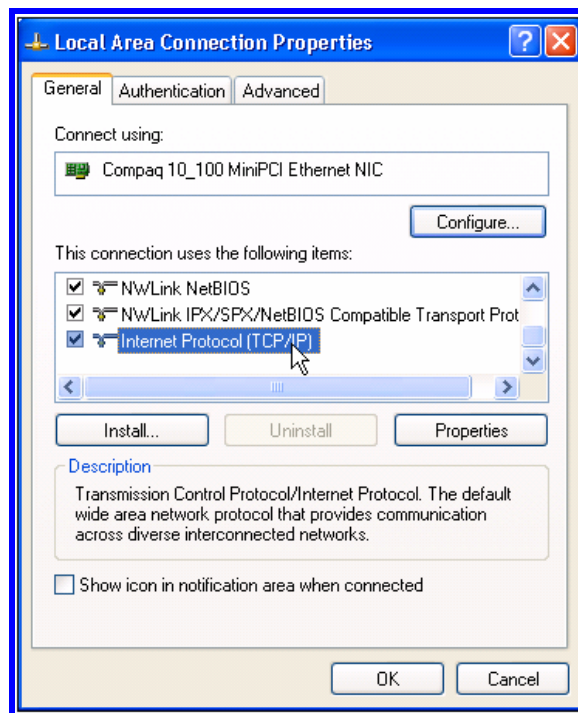 Local Area Connection Properties
General Authentication Advanced
Connect using:
Compaq 10_100 MiniPCI Ethernet NIC
Configure...
This connection uses the following items:
NWLink NetBIOS
NWLink IPX/SPX/NetBIOS Compatible Transport Prot
Internet Protocol (TCP/IP)
Install... Uninstall Properties
Description
Transmission Control Protocol/Internet Protocol. The default
wide area network protocol that provides communication
across diverse interconnected networks.
Show icon in notification area when connected
OK Cancel